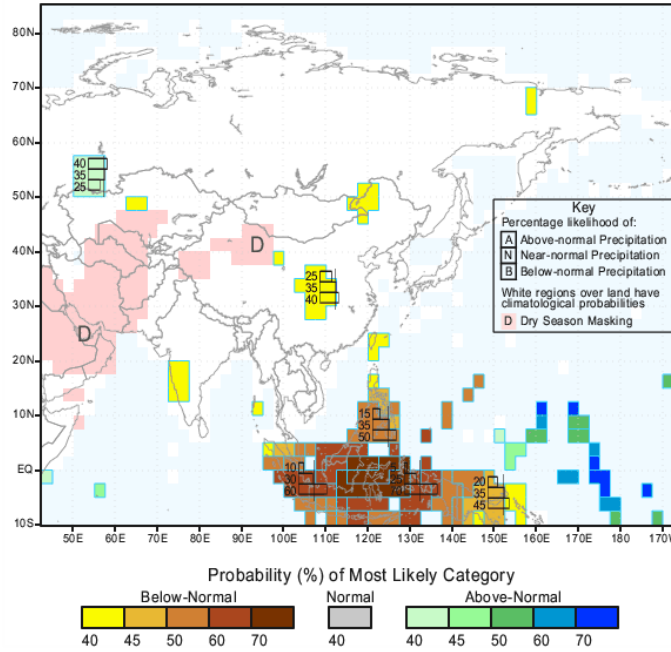 80N
70N
60N
50N
40N
30N
20N
10N
EQ
10S
50E
60E
70E
80E
90E
100E
110E
120E
130E
140E
150E
160E
170E
180
170W
40
35
25
D
D
25
35
40
15
35
50
10
30
60
25
70
20
35
45
Key
Percentage likelihood of:
A Above-normal Precipitation
N Near-normal Precipitation
B Below-normal Precipitation
White regions over land have
climatological probabilities
D Dry Season Masking
Probability (%) of Most Likely Category
Below-Normal Normal Above-Normal
40 45 50 60 70 40 40 45 50 60 70